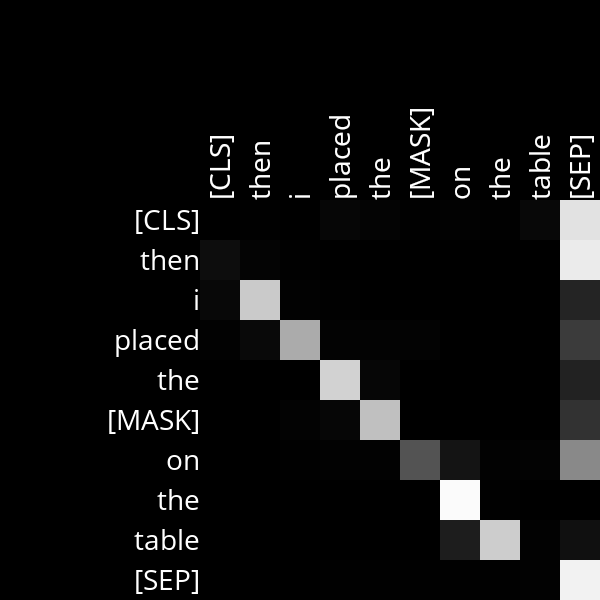 [CLS] then i placed the [MASK] on the table [SEP]
[CLS]
then
i
placed
the
[MASK]
on
the
table
[SEP]